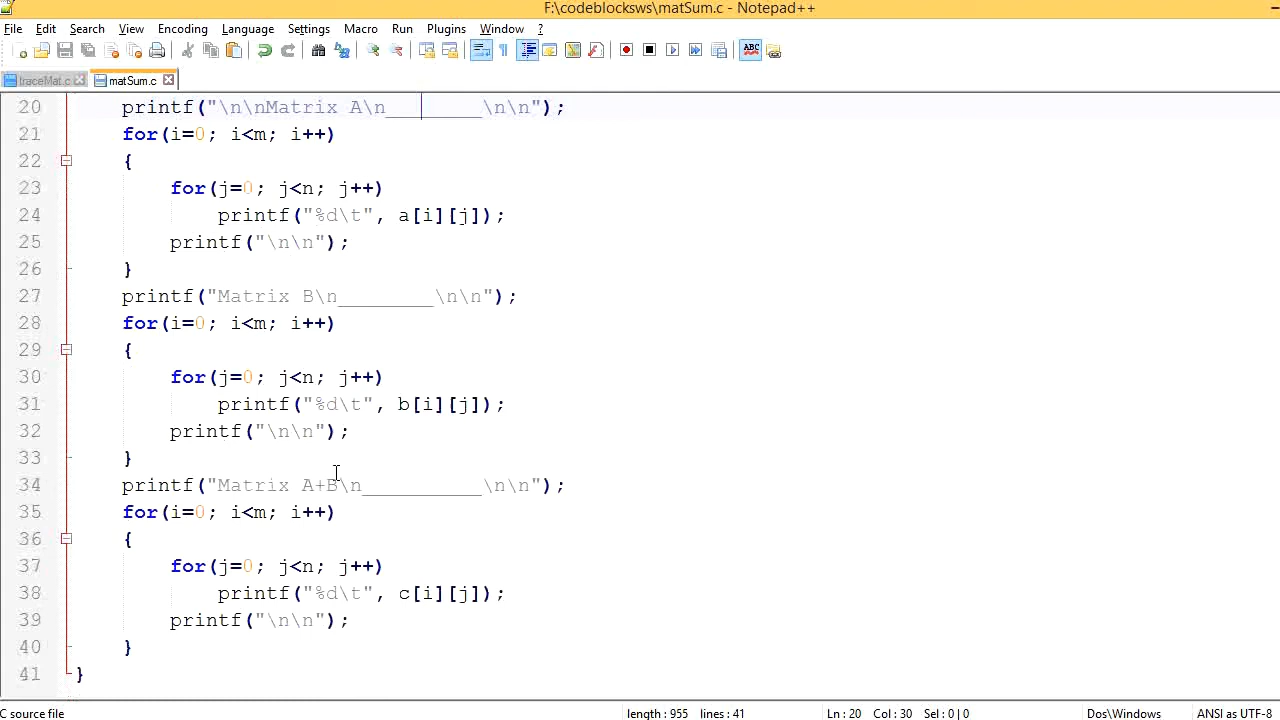 F:\codeblocksws\matSum.c - Notepad++
File Edit Search View Encoding Language Settings Macro Run Plugins Window ?
traceMat.c matSum.c
20 printf("\n\nMatrix A\n________\n\n");
21 for(i=0; i<m; i++)
22 {
23 for(j=0; j<n; j++)
24 printf("%d\t", a[i][j]);
25 printf("\n\n");
26 }
27 printf("Matrix B\n________\n\n");
28 for(i=0; i<m; i++)
29 {
30 for(j=0; j<n; j++)
31 printf("%d\t", b[i][j]);
32 printf("\n\n");
33 }
34 printf("Matrix A+B\n__________\n\n");
35 for(i=0; i<m; i++)
36 {
37 for(j=0; j<n; j++)
38 printf("%d\t", c[i][j]);
39 printf("\n\n");
40 }
41 }
C source file length : 955 lines : 41 Ln : 20 Col : 30 Sel : 0 | 0 Dos\Windows ANSI as UTF-8